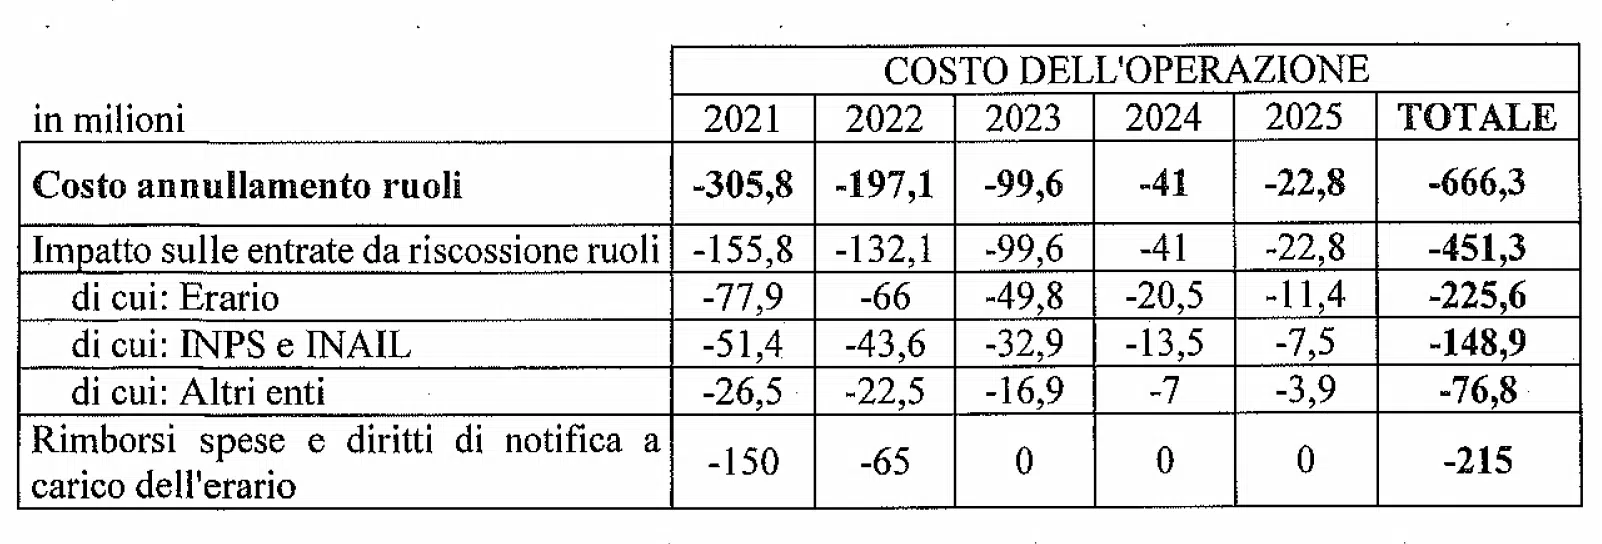 COSTO DELL'OPERAZIONE
in milioni 2021 2022 2023 2024 2025 TOTALE
Costo annullamento ruoli -305,8 -197,1 -99,6 -41 -22,8 -666,3
Impatto sulle entrate da riscossione ruoli -155,8 -132,1 -99,6 -41 -22,8 -451,3
di cui: Erario -77,9 -66 -49,8 -20,5 -11,4 -225,6
di cui: INPS e INAIL -51,4 -43,6 -32,9 -13,5 -7,5 -148,9
di cui: Altri enti -26,5 -22,5 -16,9 -7 -3,9 -76,8
Rimborsi spese e diritti di notifica a
carico dell'erario -150 -65 0 0 0 -215